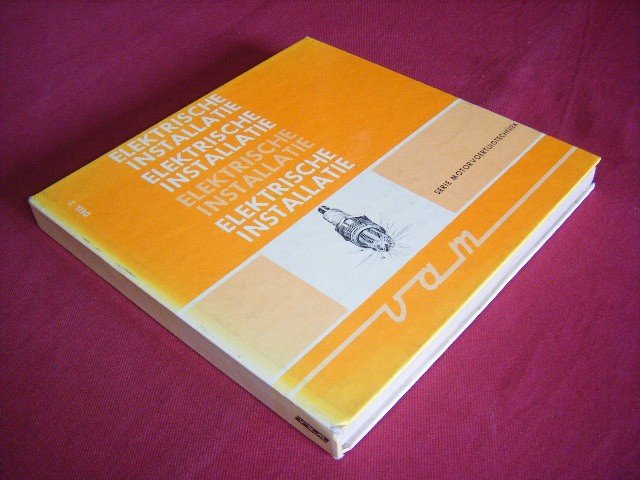 ELEKTRISCHE
INSTALLATIE
ELEKTRISCHE
INSTALLATIE
ELEKTRISCHE
INSTALLATIE
ELEKTRISCHE
INSTALLATIE
SERIE MOTORVOERTUIGTECHNIEK
vam